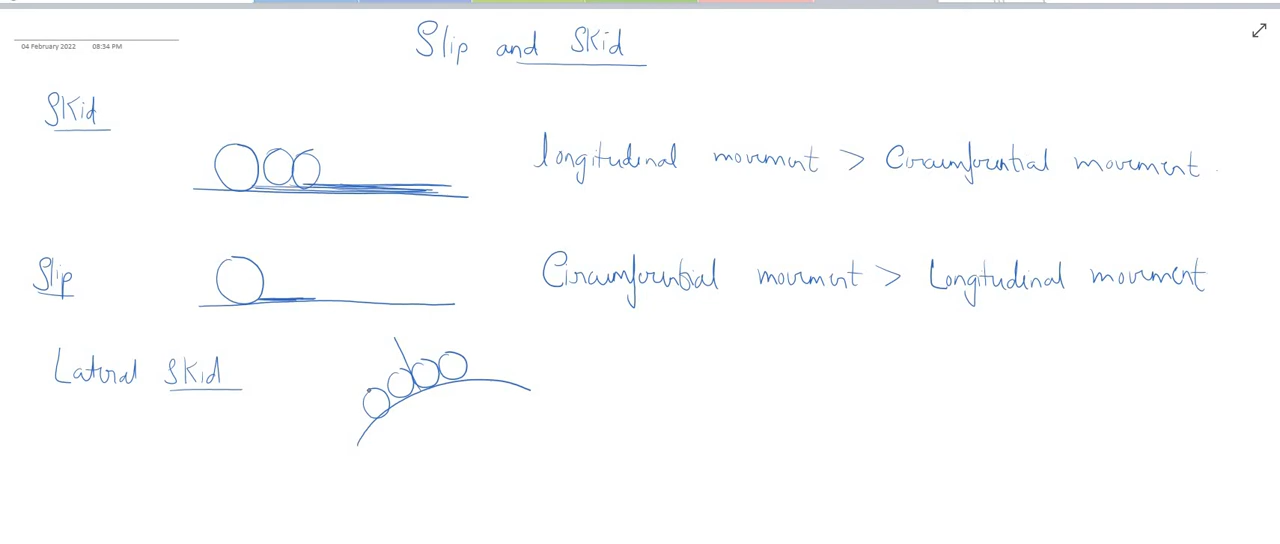 Slip and Skid
04 February 2022 08:34 PM
Skid
longitudinal movement > Circumferential movement
Slip
Circumferential movement > Longitudinal movement
Lateral Skid